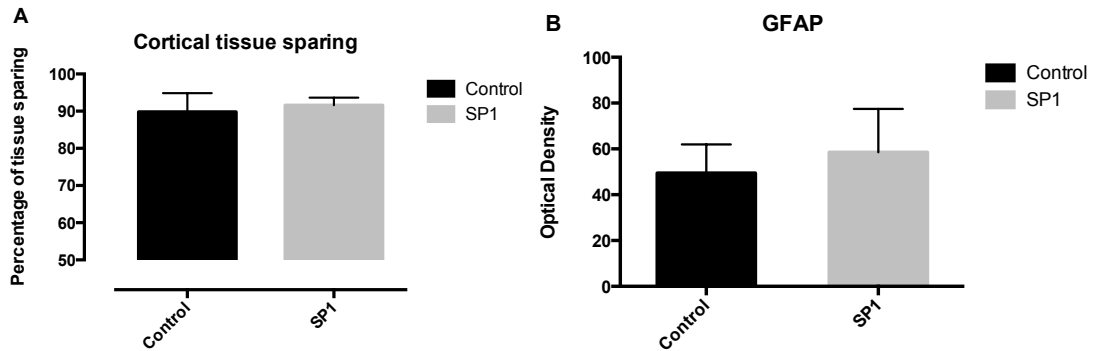 A
Cortical tissue sparing
Percentage of tissue sparing
100
90
80
70
60
50
Control
SP1
Control
SP1
B
GFAP
Optical Density
100
80
60
40
20
0
Control
SP1
Control
SP1